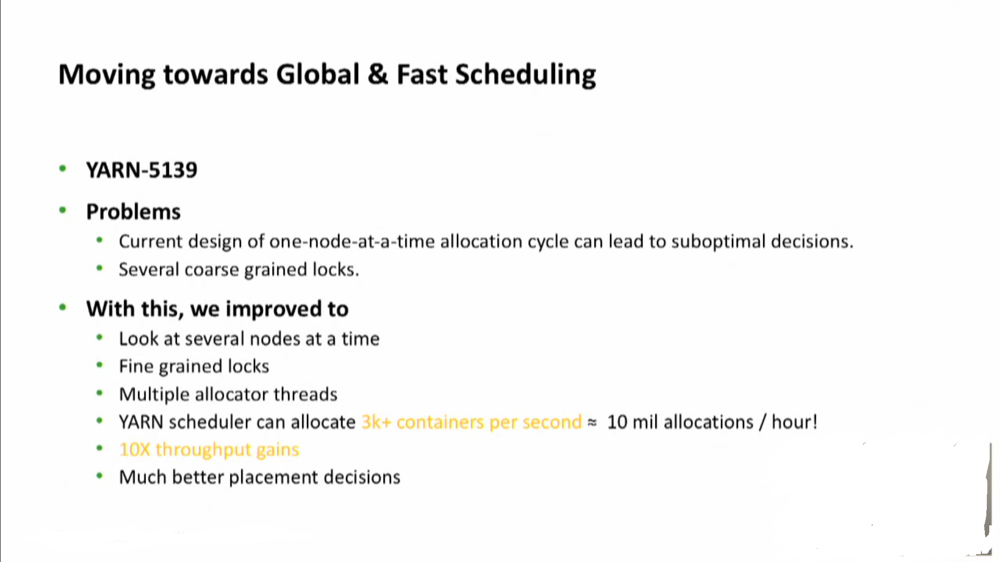 Moving towards Global & Fast Scheduling
• YARN-5139
• Problems
• Current design of one-node-at-a-time allocation cycle can lead to suboptimal decisions.
• Several coarse grained locks.
• With this, we improved to
• Look at several nodes at a time
• Fine grained locks
• Multiple allocator threads
• YARN scheduler can allocate 3k+ containers per second ≈ 10 mil allocations / hour!
• 10X throughput gains
• Much better placement decisions